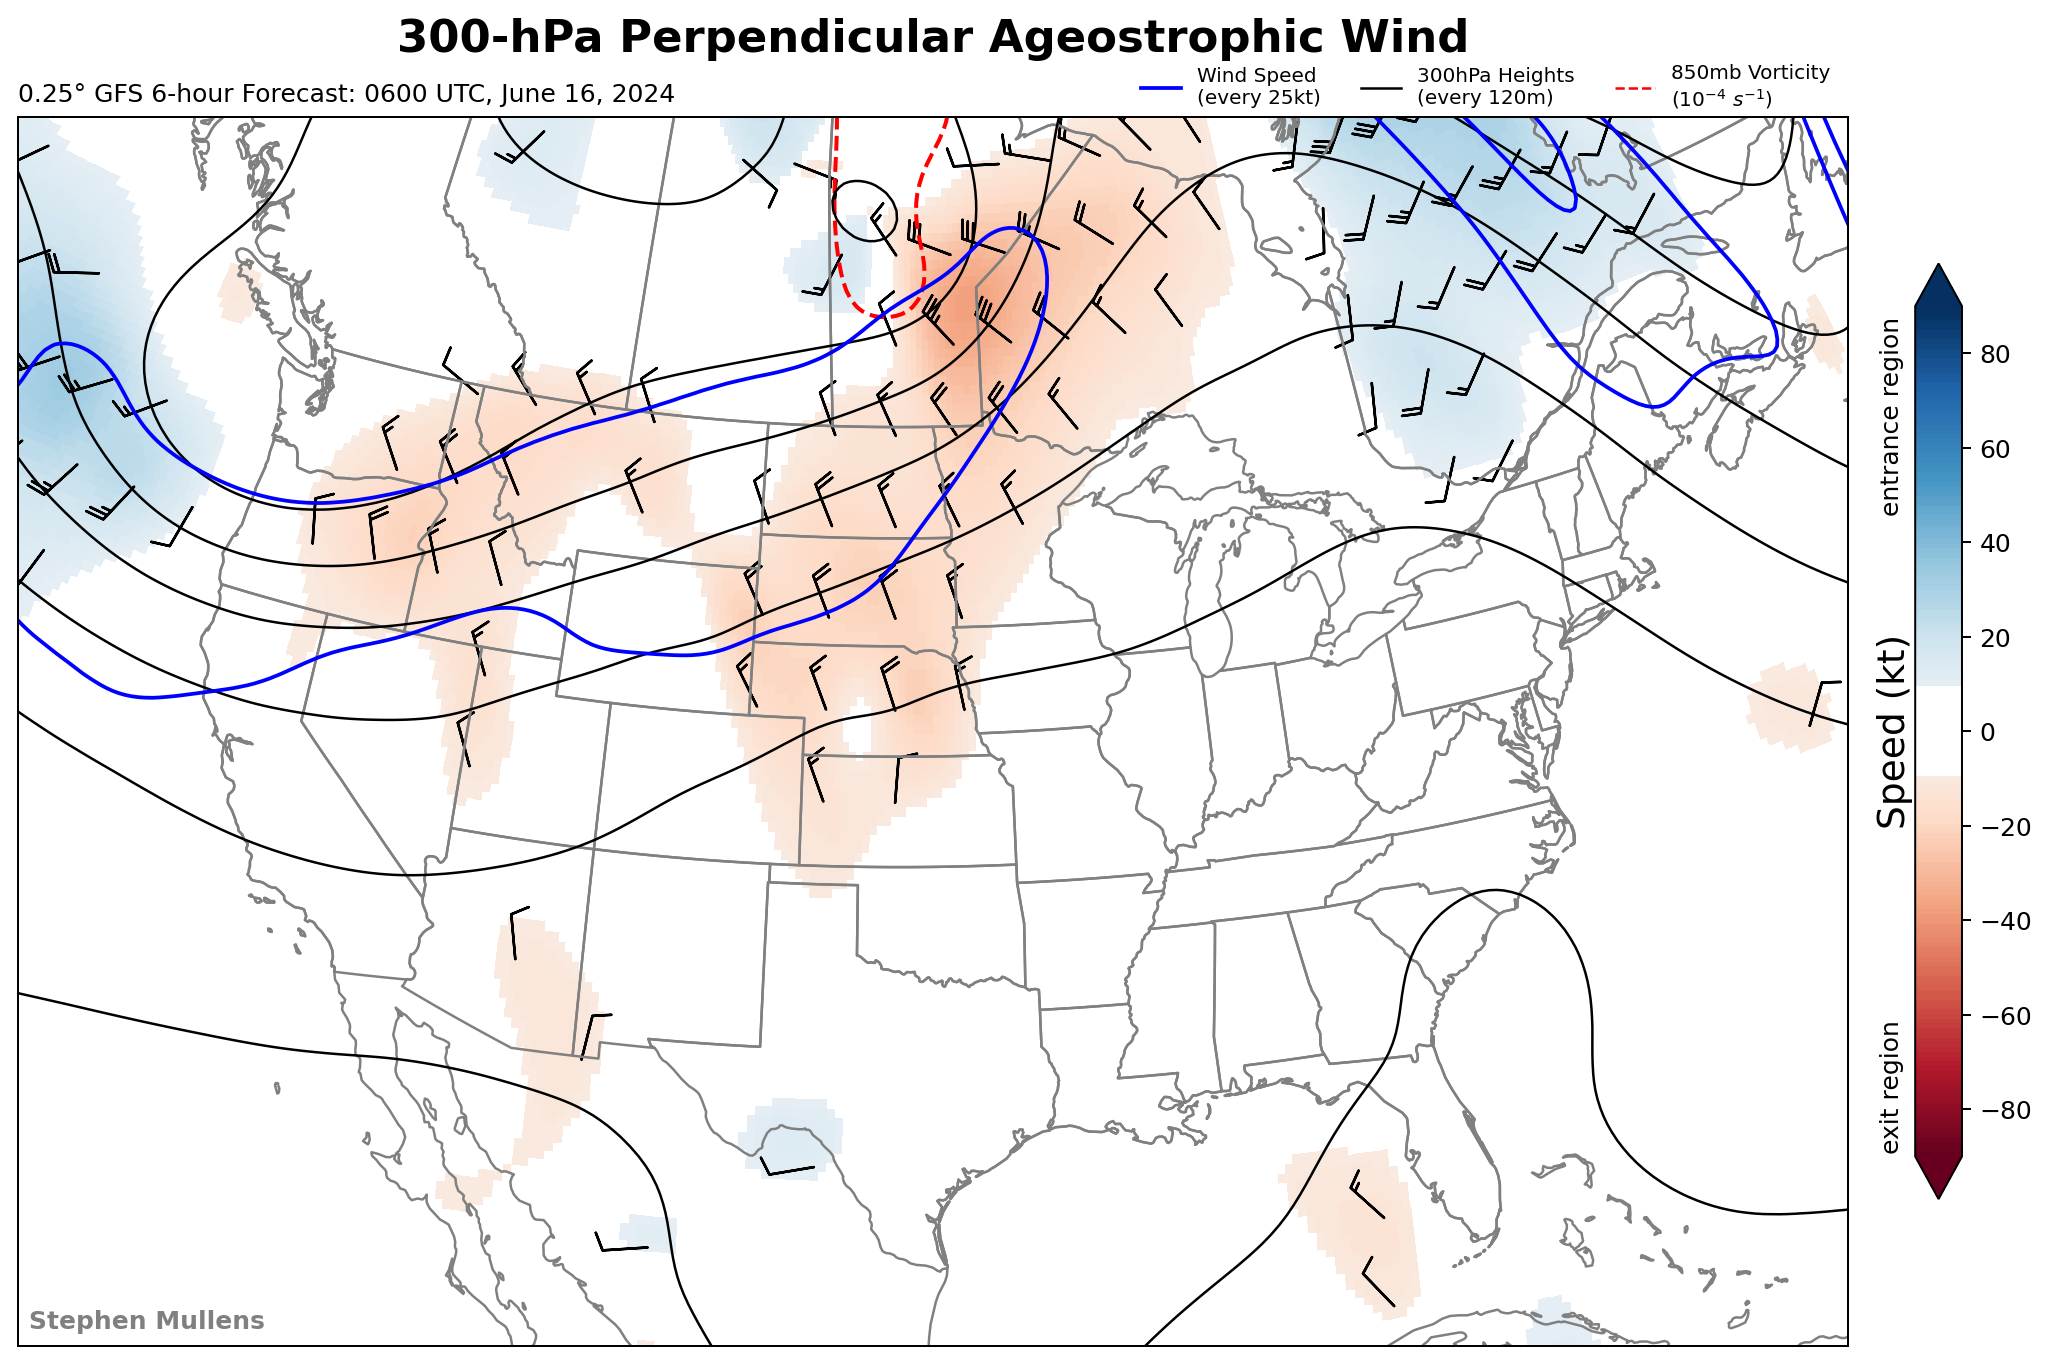 300-hPa Perpendicular Ageostrophic Wind
0.25° GFS 6-hour Forecast: 0600 UTC, June 16, 2024
Wind Speed
(every 25kt)
300hPa Heights
(every 120m)
850mb Vorticity
(10⁻⁴ s⁻¹)
entrance region
Speed (kt)
exit region
80
60
40
20
0
−20
−40
−60
−80
Stephen Mullens